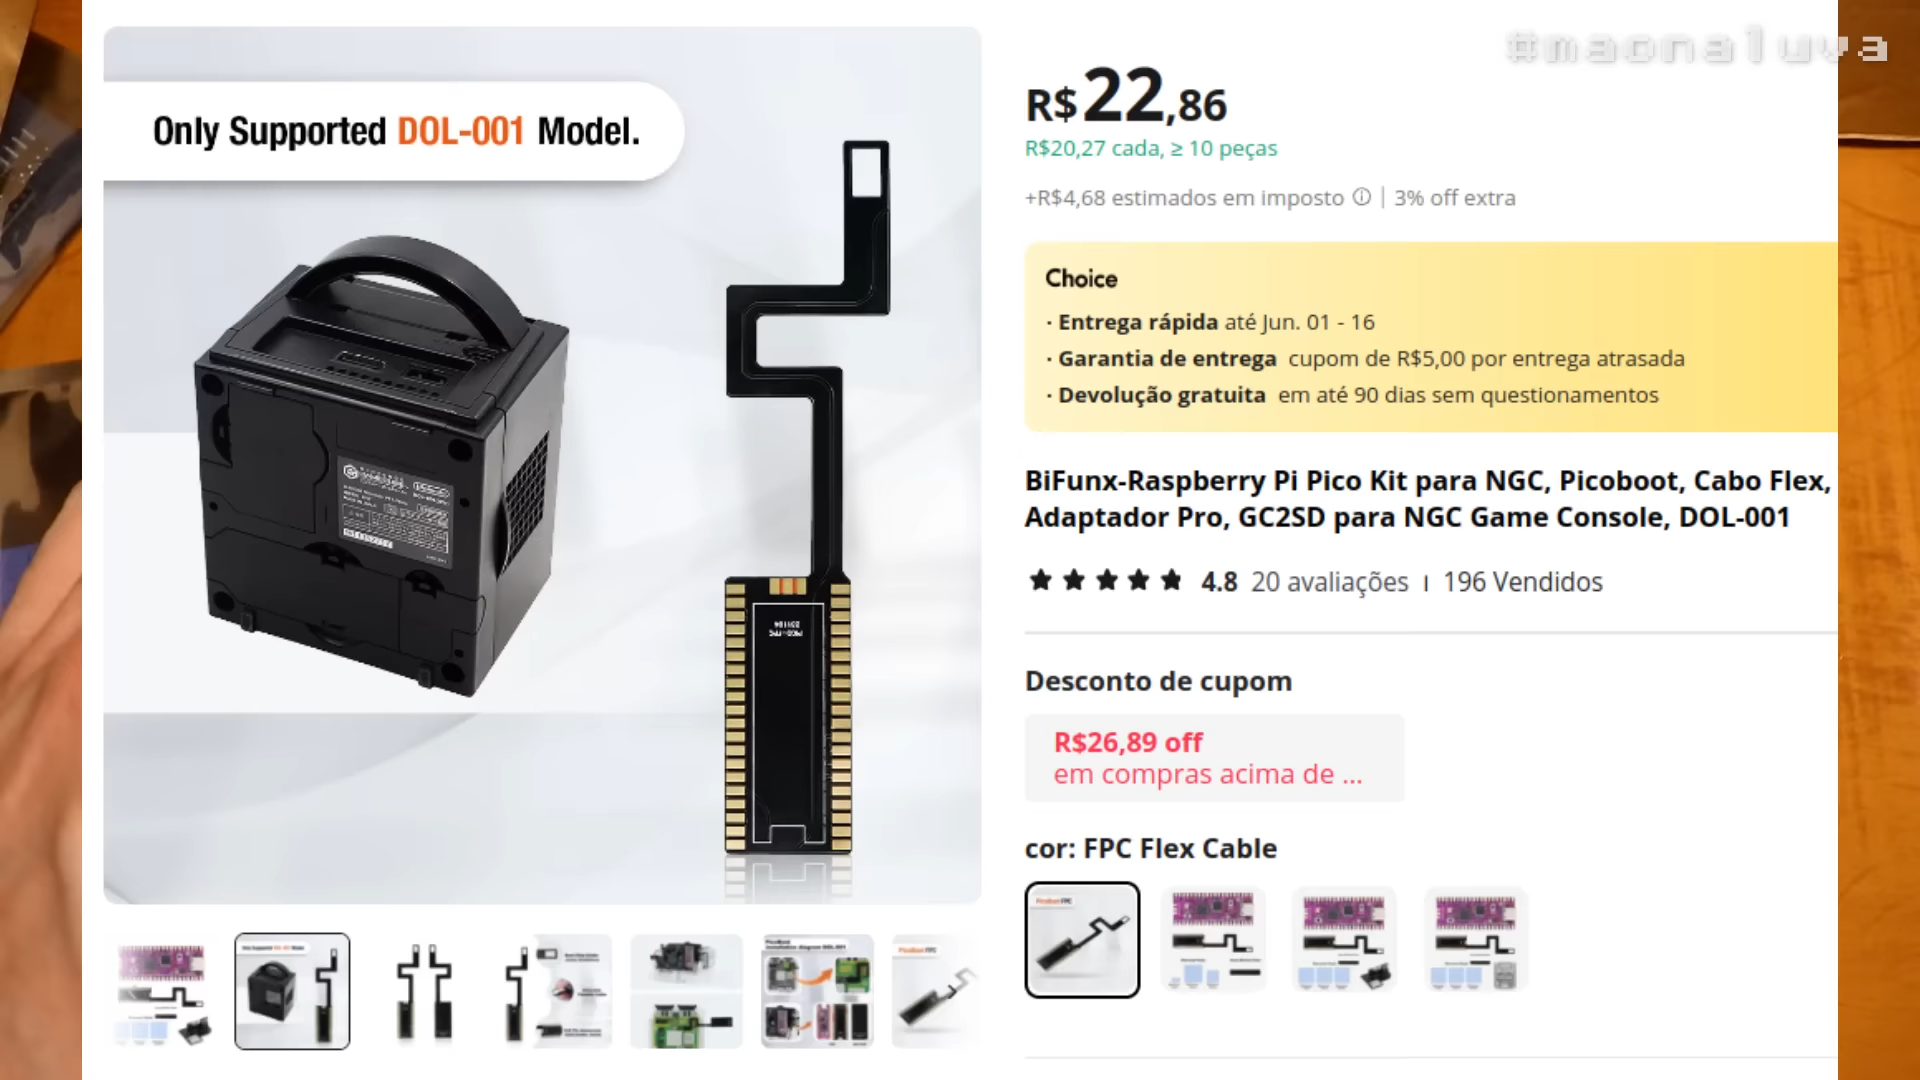 #maonaluva
Only Supported DOL-001 Model.
R$22,86
R$20,27 cada, ≥ 10 peças
+R$4,68 estimados em imposto | 3% off extra
Choice
· Entrega rápida até Jun. 01 - 16
· Garantia de entrega cupom de R$5,00 por entrega atrasada
· Devolução gratuita em até 90 dias sem questionamentos
BiFunx-Raspberry Pi Pico Kit para NGC, Picoboot, Cabo Flex,
Adaptador Pro, GC2SD para NGC Game Console, DOL-001
4.8 20 avaliações | 196 Vendidos
Desconto de cupom
R$26,89 off
em compras acima de ...
cor: FPC Flex Cable